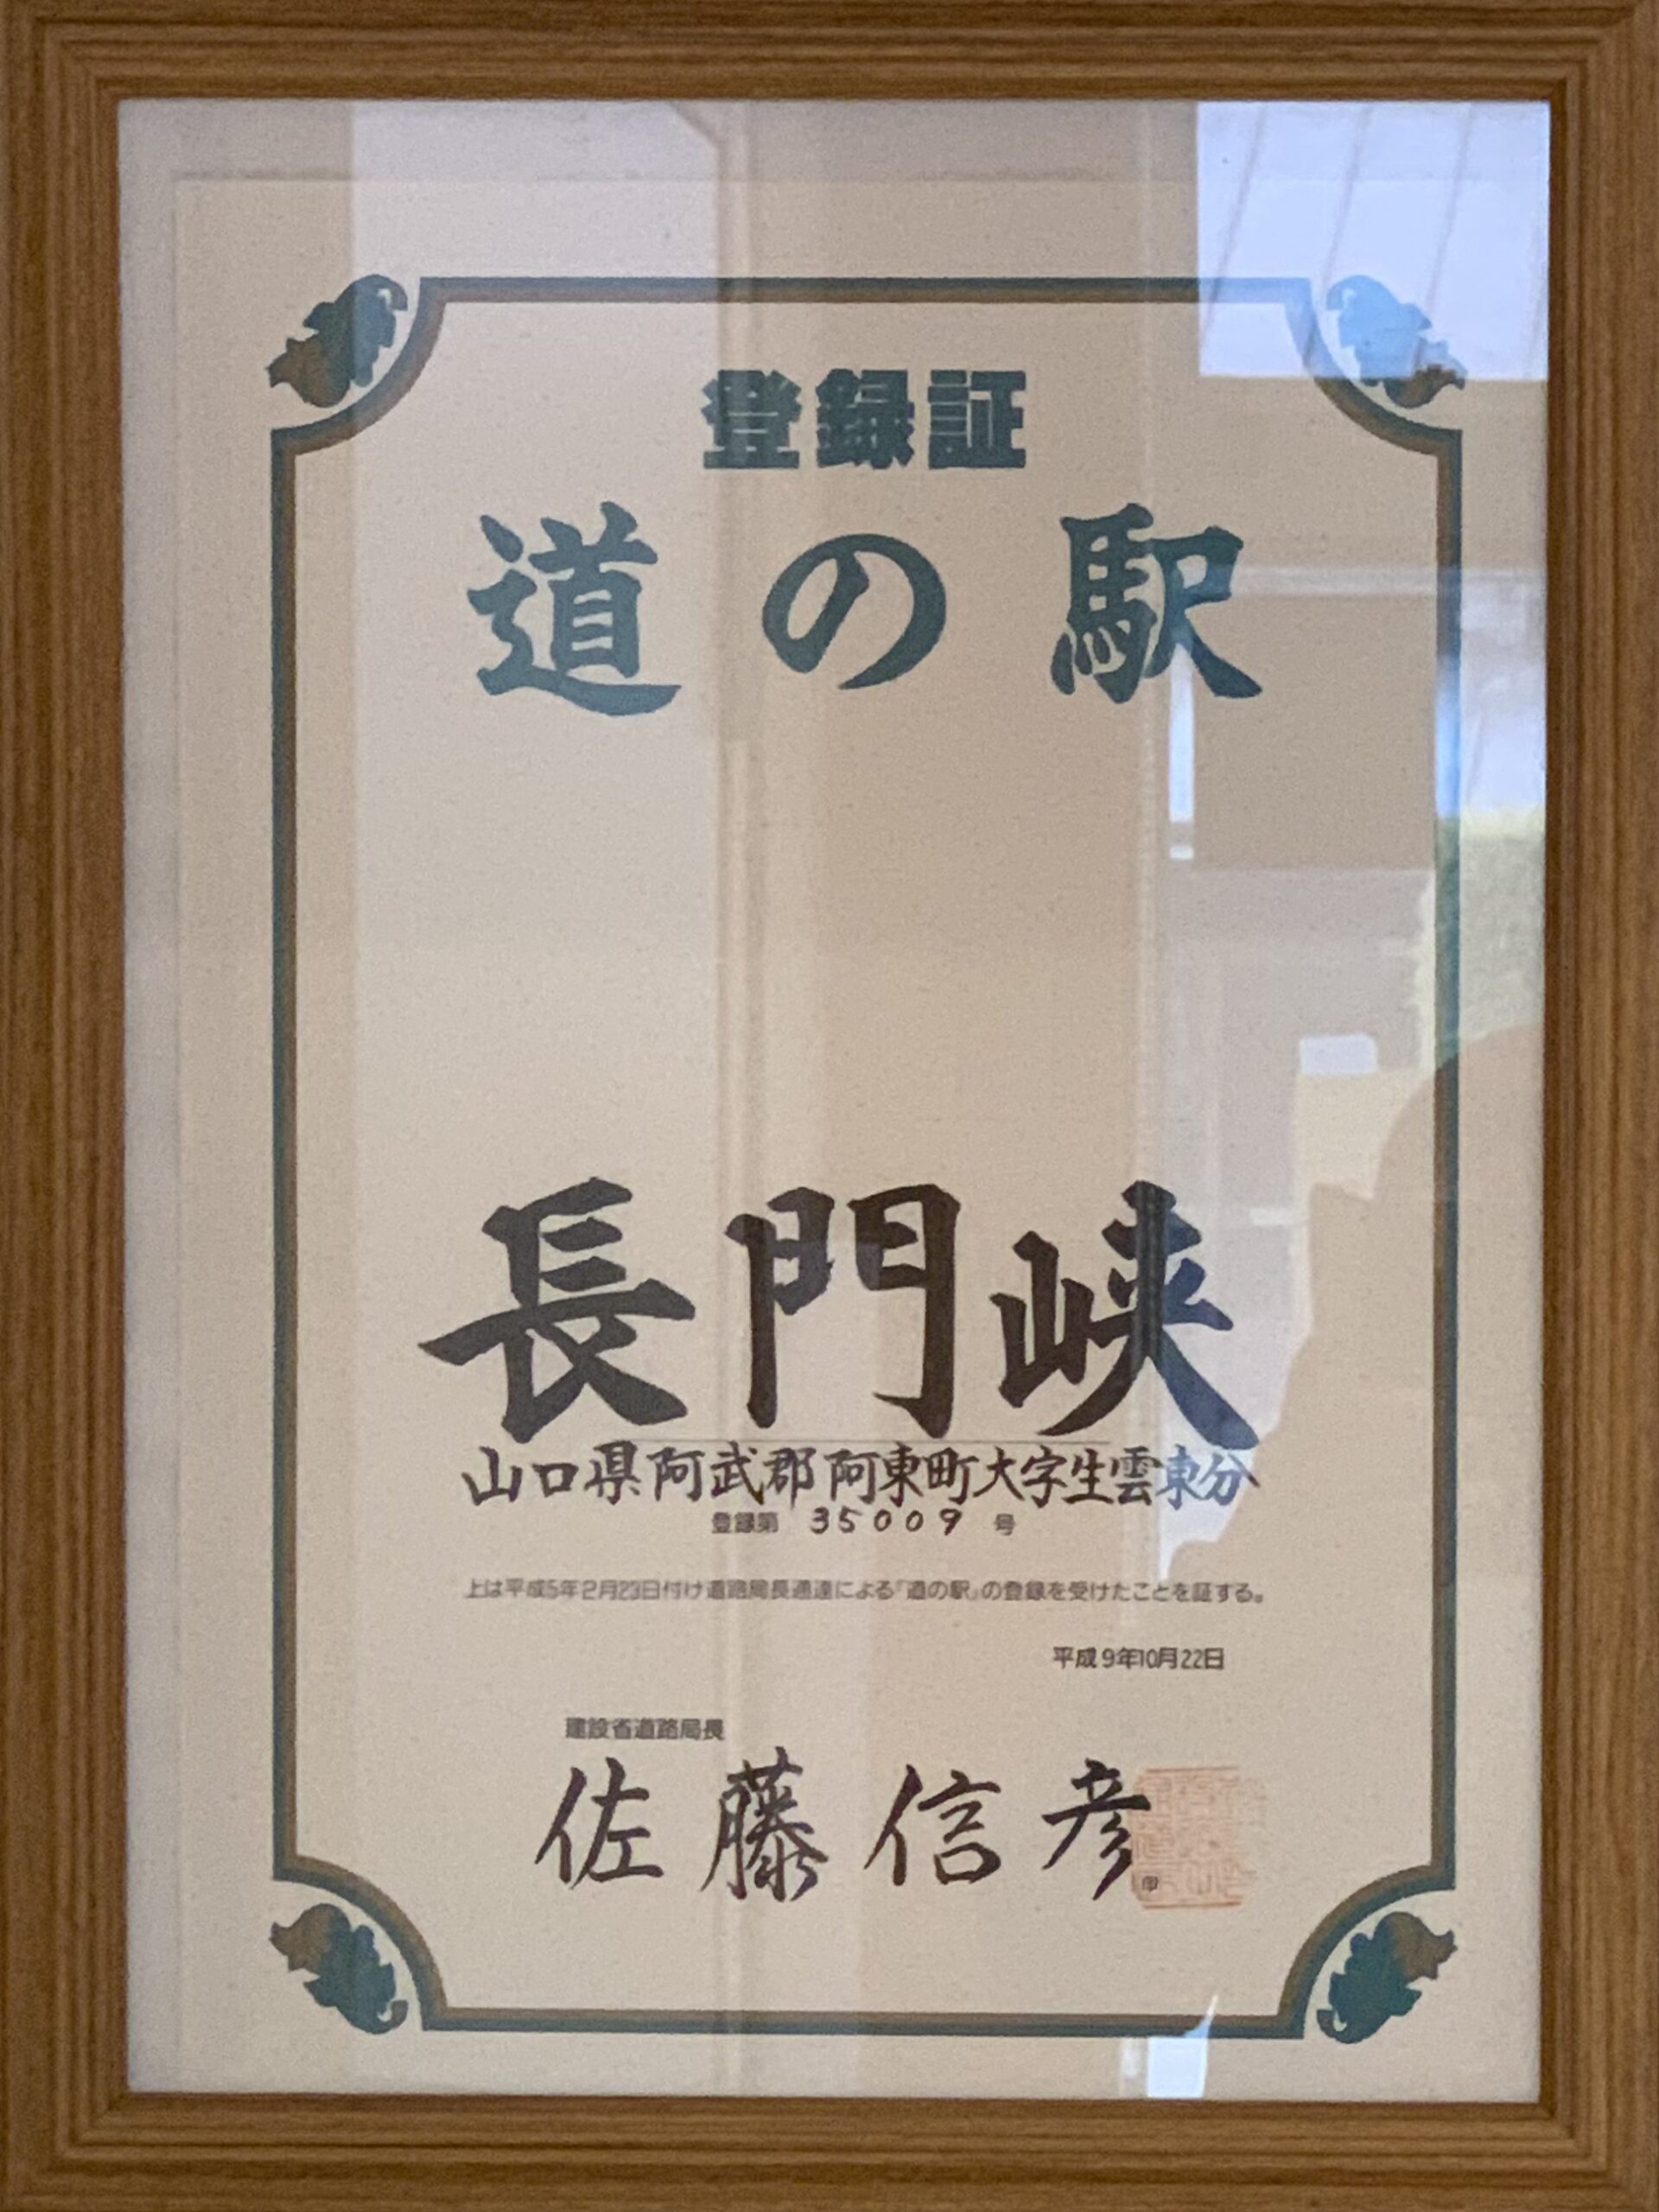 登録証
道の駅
長門峡
山口県阿武郡阿東町大字生雲東分
登録第 35009 号
上は平成5年2月23日付け道路局長通達による「道の駅」の登録を受けたことを証する。
平成9年10月22日
建設省道路局長
佐藤信彦
印